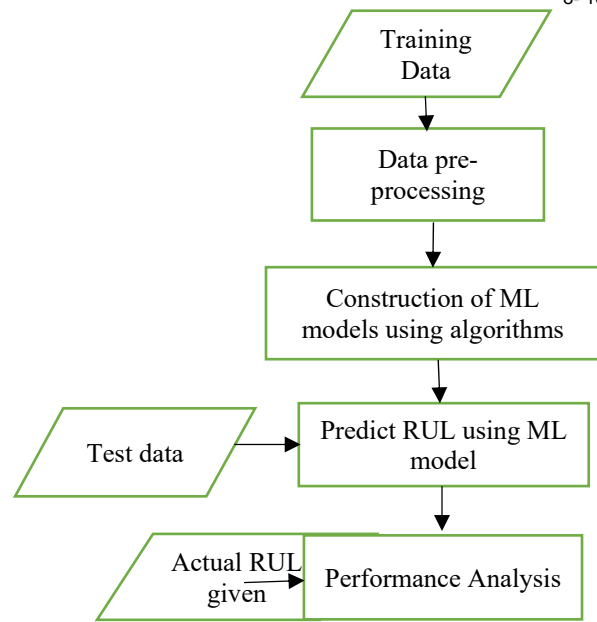 Training
Data
Data pre-
processing
Construction of ML
models using algorithms
Test data
Predict RUL using ML
model
Actual RUL
given
Performance Analysis